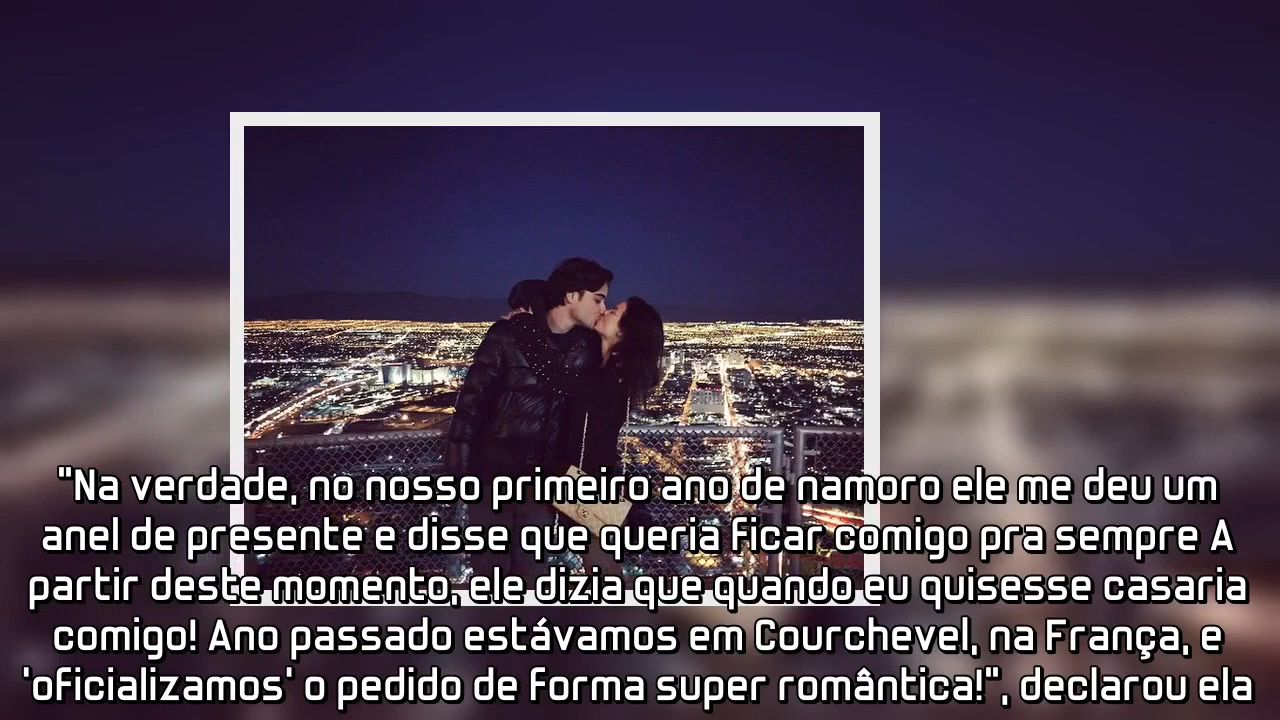 "Na verdade, no nosso primeiro ano de namoro ele me deu um
anel de presente e disse que queria ficar comigo pra sempre A
partir deste momento, ele dizia que quando eu quisesse casaria
comigo! Ano passado estávamos em Courchevel, na França, e
'oficializamos' o pedido de forma super romântica!", declarou ela